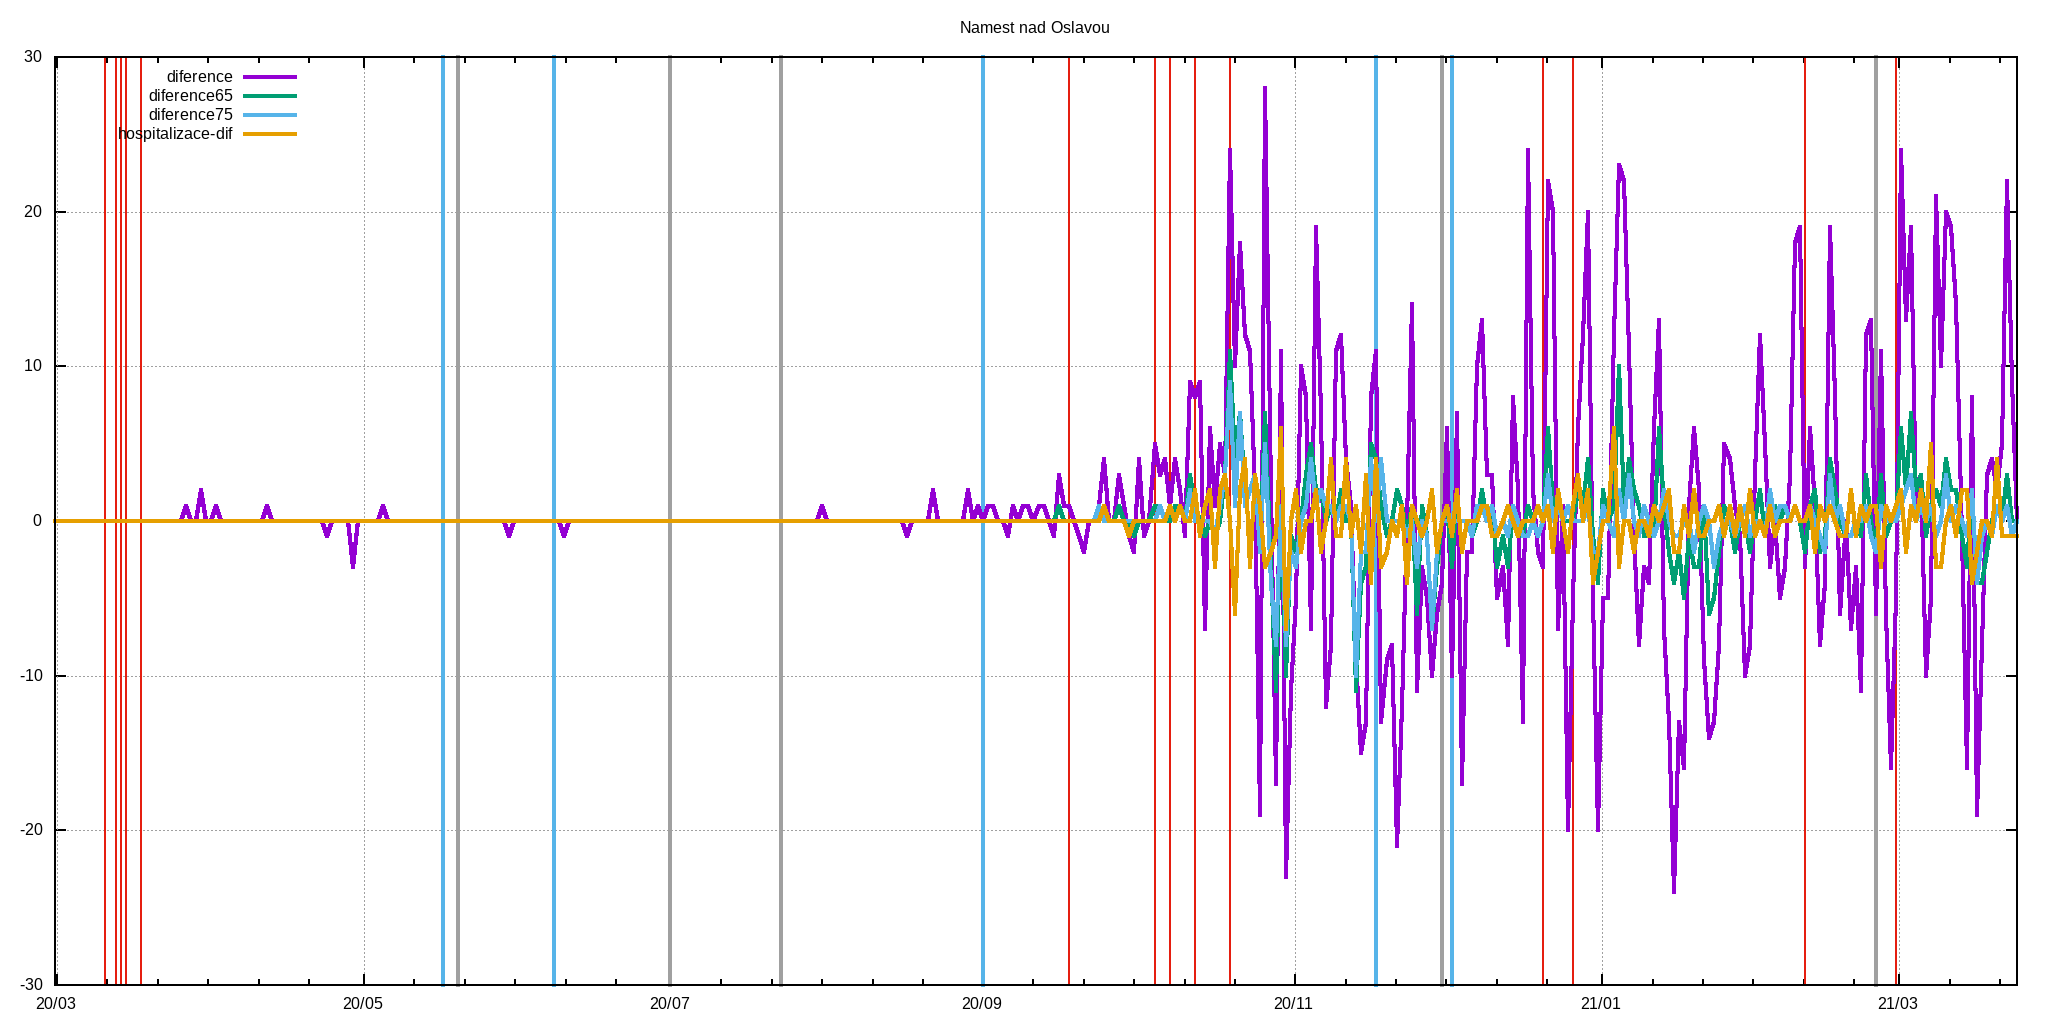 Namest nad Oslavou
30
20
10
0
-10
-20
-30
diference
diference65
diference75
hospitalizace-dif
20/03 20/05 20/07 20/09 20/11 21/01 21/03